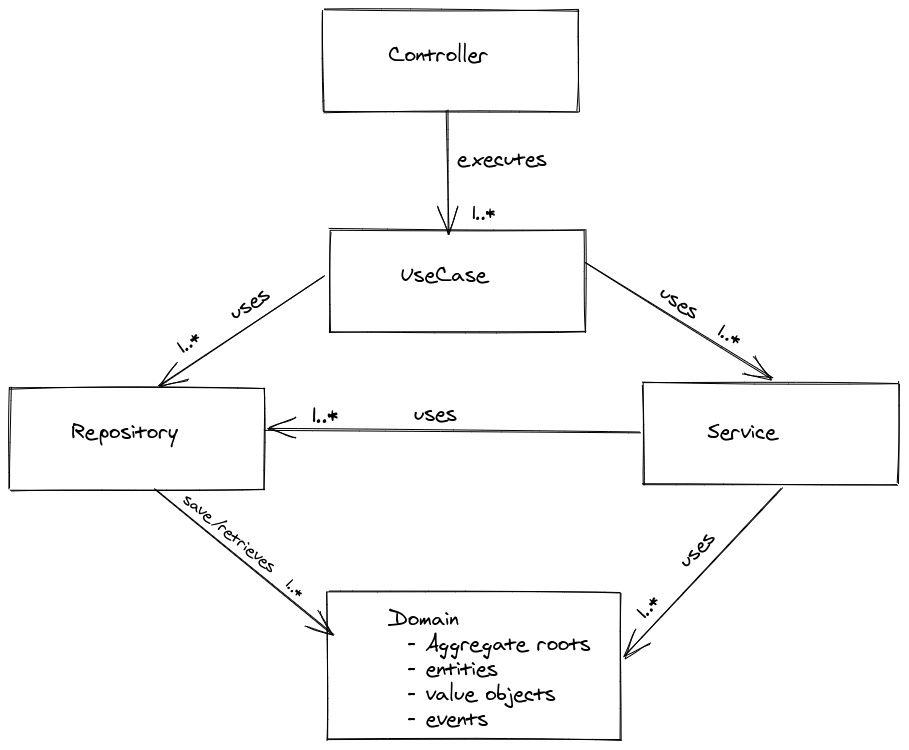 Controller
executes
1..*
UseCase
uses
1..*
uses
1..*
Repository
1..*
uses
Service
save/retrieves
1..*
uses
1..*
Domain
- Aggregate roots
- entities
- value objects
- events